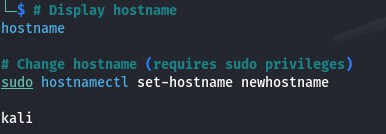 └─$ # Display hostname
hostname
# Change hostname (requires sudo privileges)
sudo hostnamectl set-hostname newhostname
kali